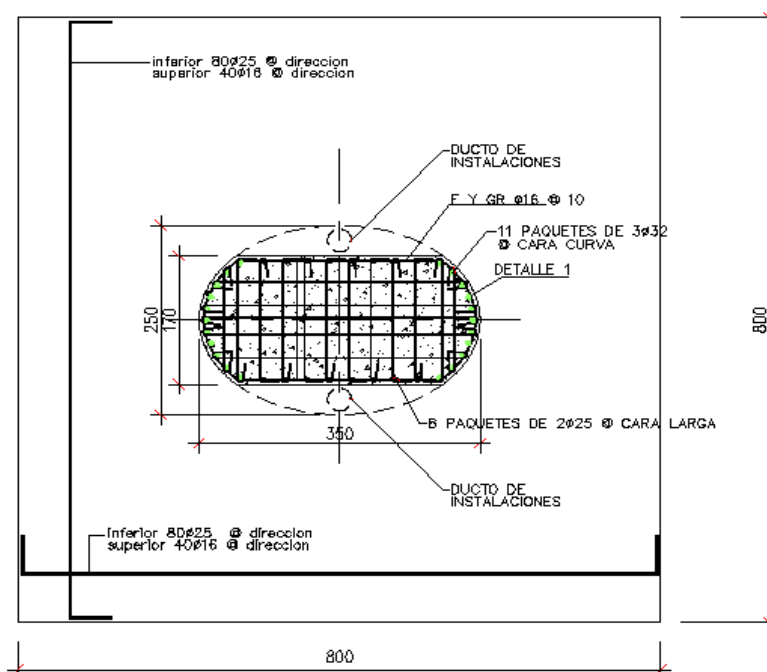 inferior 80ø25 @ direccion
superior 40ø16 @ direccion
DUCTO DE
INSTALACIONES
E Y GR ø16 @ 10
11 PAQUETES DE 3ø32
@ CARA CURVA
DETALLE 1
250
170
800
350
8 PAQUETES DE 2ø25 @ CARA LARGA
DUCTO DE
INSTALACIONES
inferior 80ø25 @ direccion
superior 40ø16 @ direccion
800